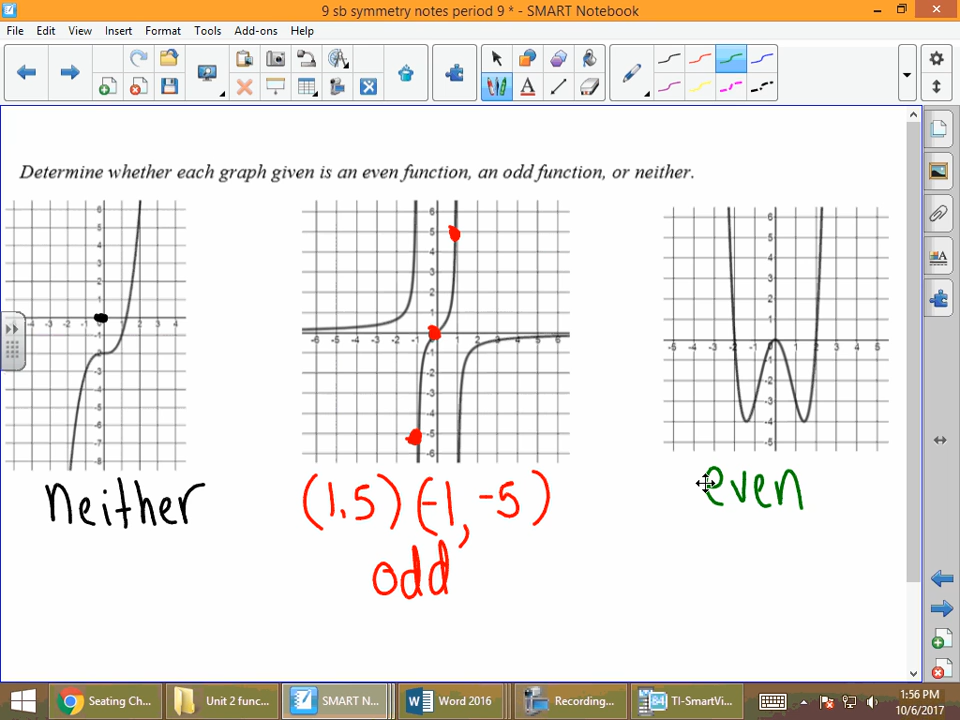 9 sb symmetry notes period 9 * - SMART Notebook
File Edit View Insert Format Tools Add-ons Help
Determine whether each graph given is an even function, an odd function, or neither.
neither
(1,5) (-1, -5)
odd
even
Seating Ch...
Unit 2 func...
SMART N...
Word 2016
Recording...
TI-SmartVi...
1:56 PM
10/6/2017